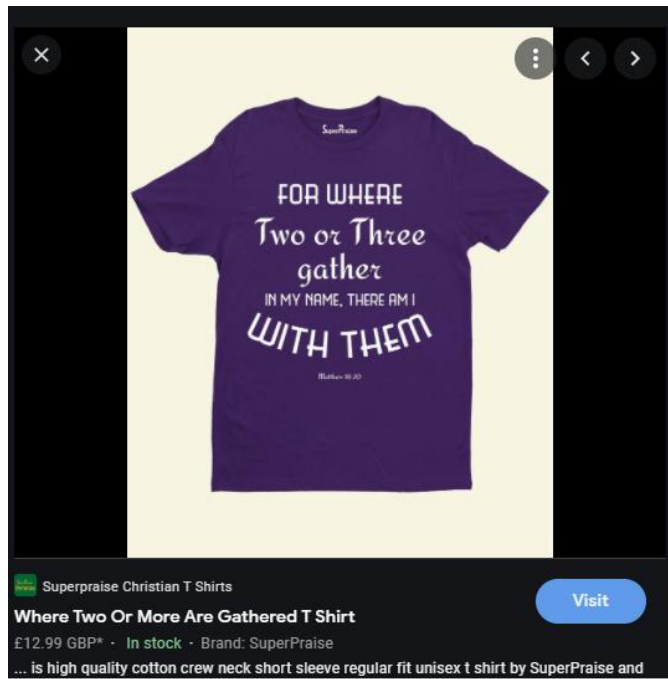 SuperPraise
FOR WHERE
Two or Three
gather
IN MY NAME, THERE AM I
WITH THEM
Matthew 18:20
Superpraise Christian T Shirts
Where Two Or More Are Gathered T Shirt
Visit
£12.99 GBP* · In stock · Brand: SuperPraise
... is high quality cotton crew neck short sleeve regular fit unisex t shirt by SuperPraise and